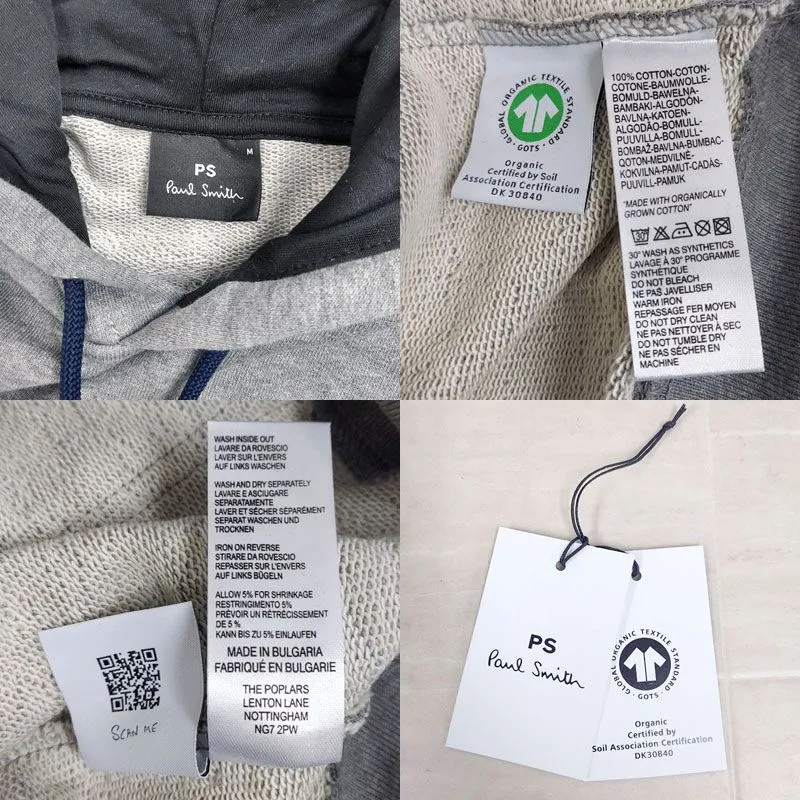 M
PS
Paul Smith
GLOBAL ORGANIC TEXTILE STANDARD
· GOTS ·
Organic
Certified by Soil
Association Certification
DK 30840
100% COTTON-COTON-
COTONE-BAUMWOLLE-
BOMULD-BAWEŁNA-
BAMBAKI-ALGODÓN-
BAVLNA-KATOEN-
ALGODÃO-BOMULL-
PUUVILLA-BOMULL-
BOMBAŽ-BAVLNA-BUMBAC-
QOTON-MEDVILNĖ-
KOKVILNA-PAMUT-CADÀS-
PUUVILL-PAMUK
"MADE WITH ORGANICALLY
GROWN COTTON"
30°
30° WASH AS SYNTHETICS
LAVAGE À 30° PROGRAMME
SYNTHÉTIQUE
DO NOT BLEACH
NE PAS JAVELLISER
WARM IRON
REPASSAGE FER MOYEN
DO NOT DRY CLEAN
NE PAS NETTOYER À SEC
DO NOT TUMBLE DRY
NE PAS SÉCHER EN
MACHINE
WASH INSIDE OUT
LAVARE DA ROVESCIO
LAVER SUR L'ENVERS
AUF LINKS WASCHEN
WASH AND DRY SEPARATELY
LAVARE E ASCIUGARE
SEPARATAMENTE
LAVER ET SÉCHER SÉPARÉMENT
SEPARAT WASCHEN UND
TROCKNEN
IRON ON REVERSE
STIRARE DA ROVESCIO
REPASSER SUR L'ENVERS
AUF LINKS BÜGELN
ALLOW 5% FOR SHRINKAGE
RESTRINGIMENTO 5%
PRÉVOIR UN RÉTRÉCISSEMENT
DE 5 %
KANN BIS ZU 5% EINLAUFEN
MADE IN BULGARIA
FABRIQUÉ EN BULGARIE
THE POPLARS
LENTON LANE
NOTTINGHAM
NG7 2PW
SCAN ME
PS
Paul Smith
GLOBAL ORGANIC TEXTILE STANDARD
· GOTS ·
Organic
Certified by
Soil Association Certification
DK30840